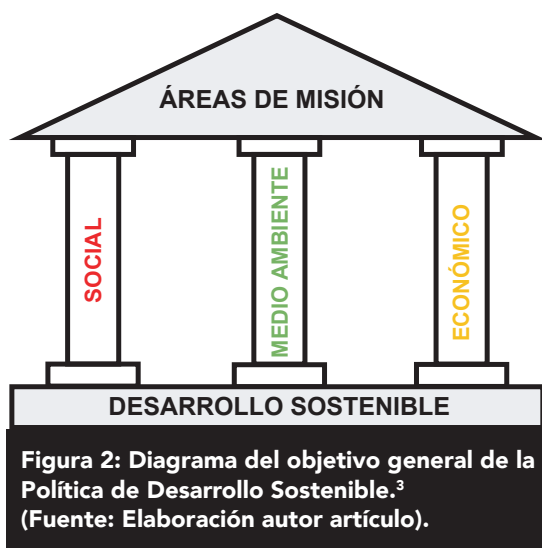 ÁREAS DE MISIÓN
SOCIAL
MEDIO AMBIENTE
ECONÓMICO
DESARROLLO SOSTENIBLE
Figura 2: Diagrama del objetivo general de la
Política de Desarrollo Sostenible.³
(Fuente: Elaboración autor artículo).